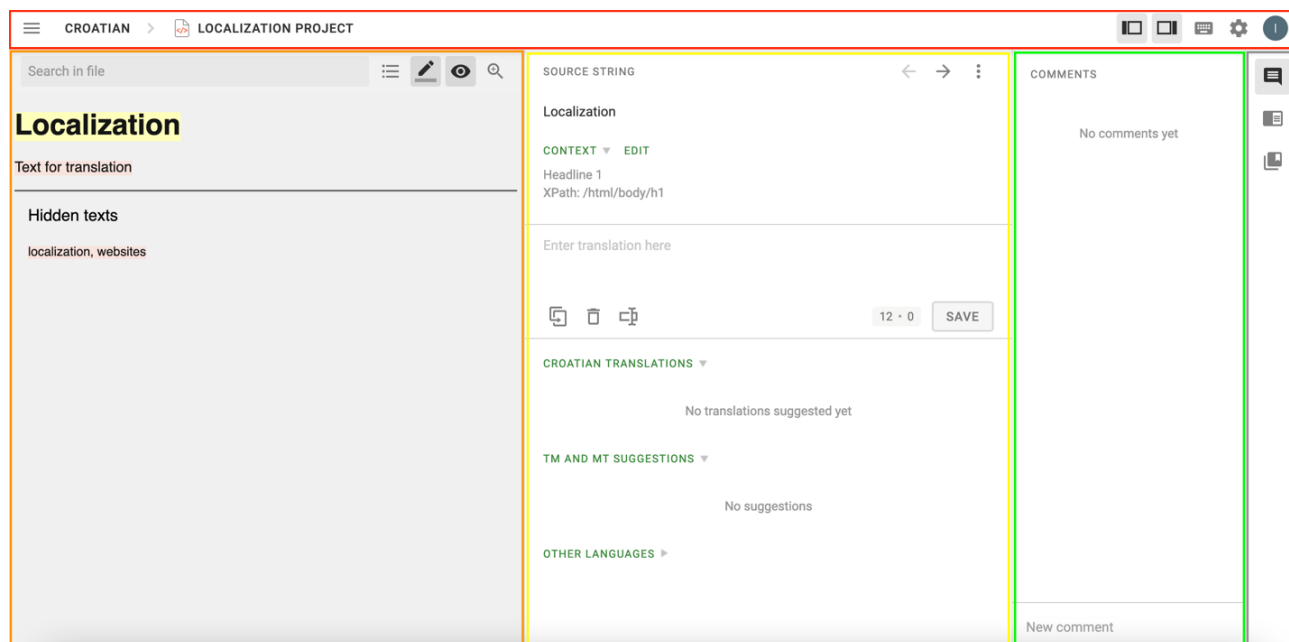 CROATIAN
LOCALIZATION PROJECT
I
Search in file
Localization
Text for translation
Hidden texts
localization, websites
SOURCE STRING
Localization
CONTEXT
EDIT
Headline 1
XPath: /html/body/h1
Enter translation here
12 • 0
SAVE
CROATIAN TRANSLATIONS
No translations suggested yet
TM AND MT SUGGESTIONS
No suggestions
OTHER LANGUAGES
COMMENTS
No comments yet
New comment